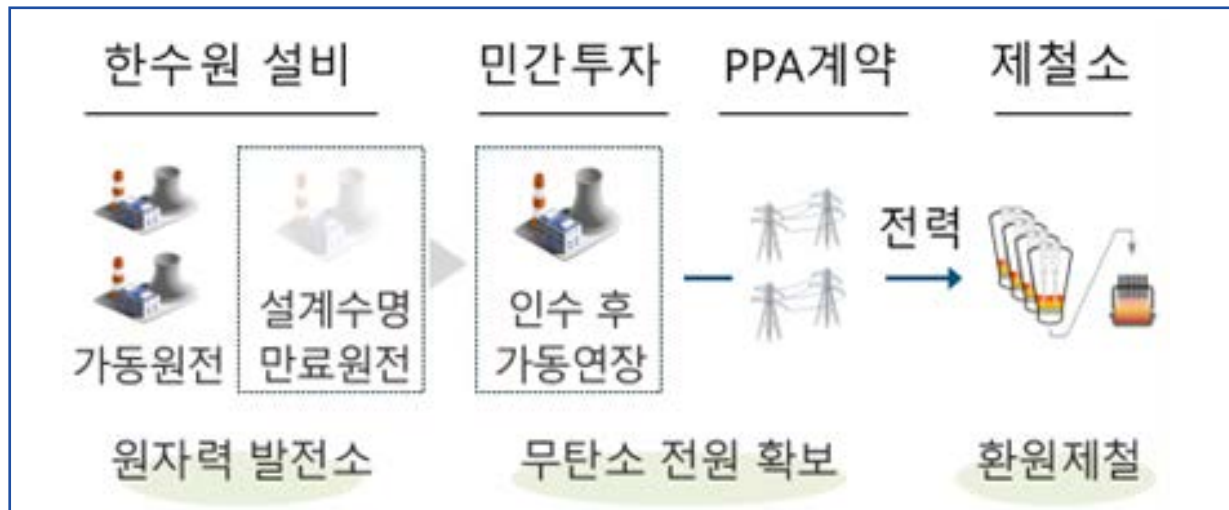 한수원 설비
민간투자
PPA계약
제철소
전력
가동원전
설계수명
만료원전
인수 후
가동연장
원자력 발전소
무탄소 전원 확보
환원제철